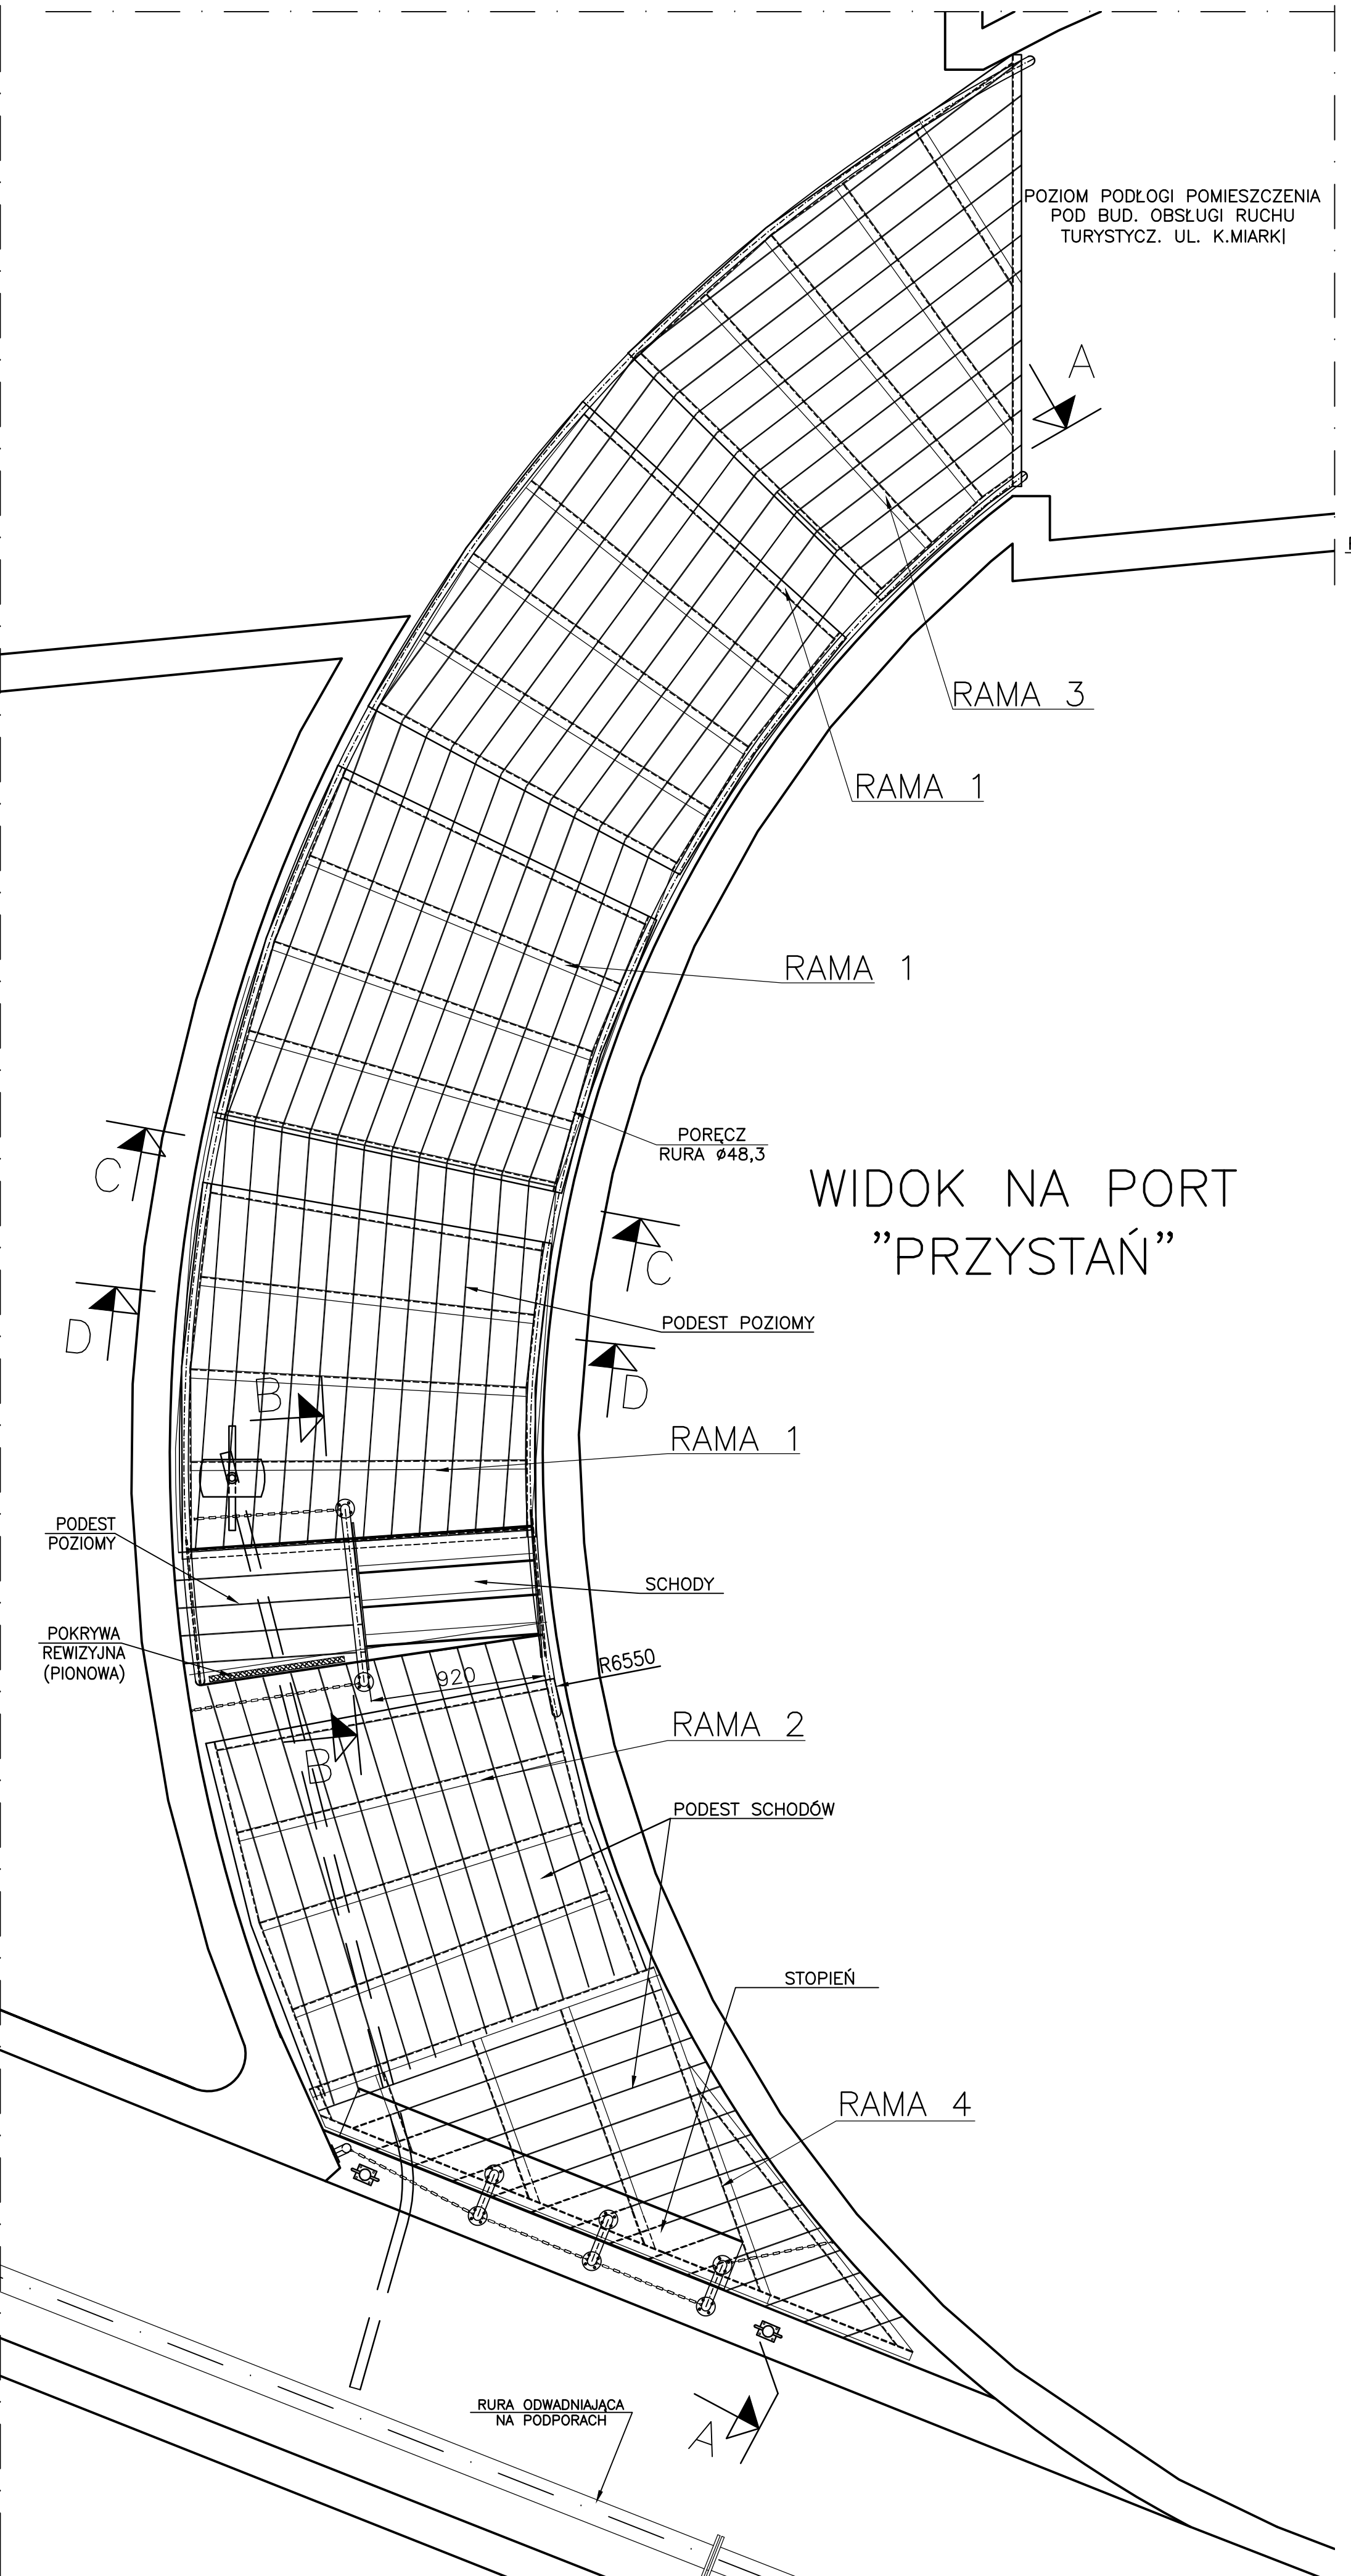 POZIOM PODŁOGI POMIESZCZENIA
POD BUD. OBSŁUGI RUCHU
TURYSTYCZ. UL. K.MIARKI
A
RAMA 3
RAMA 1
RAMA 1
PORĘCZ
RURA Ø48,3
C
WIDOK NA PORT
"PRZYSTAŃ"
C
D
PODEST POZIOMY
D
B
RAMA 1
PODEST
POZIOMY
SCHODY
POKRYWA
REWIZYJNA
(PIONOWA)
920
R6550
RAMA 2
B
PODEST SCHODÓW
STOPIEŃ
RAMA 4
RURA ODWADNIAJĄCA
NA PODPORACH
A